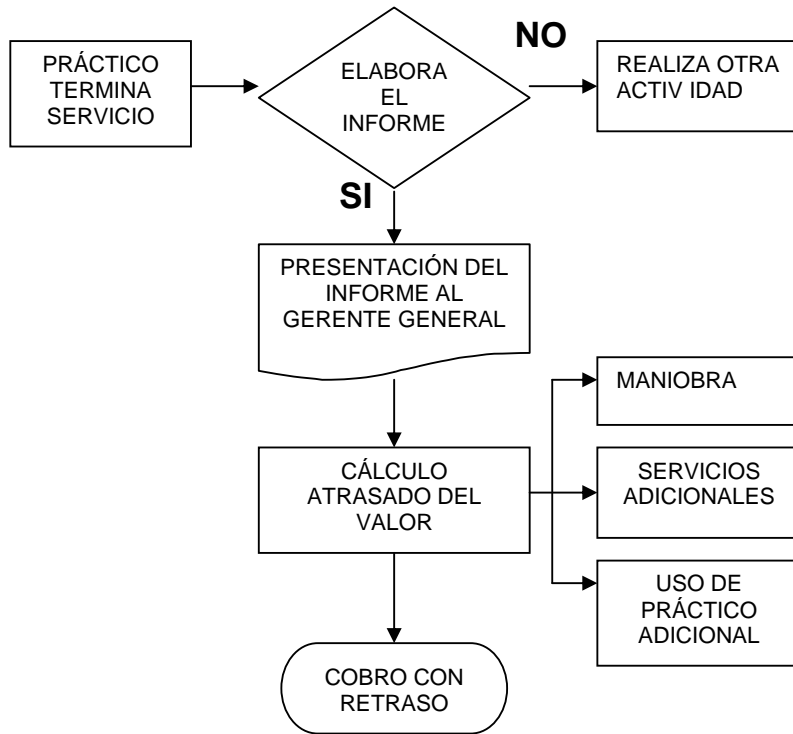 PRÁCTICO
TERMINA
SERVICIO
ELABORA
EL
INFORME
NO
REALIZA OTRA
ACTIV IDAD
SI
PRESENTACIÓN DEL
INFORME AL
GERENTE GENERAL
CÁLCULO
ATRASADO DEL
VALOR
MANIOBRA
SERVICIOS
ADICIONALES
USO DE
PRÁCTICO
ADICIONAL
COBRO CON
RETRASO